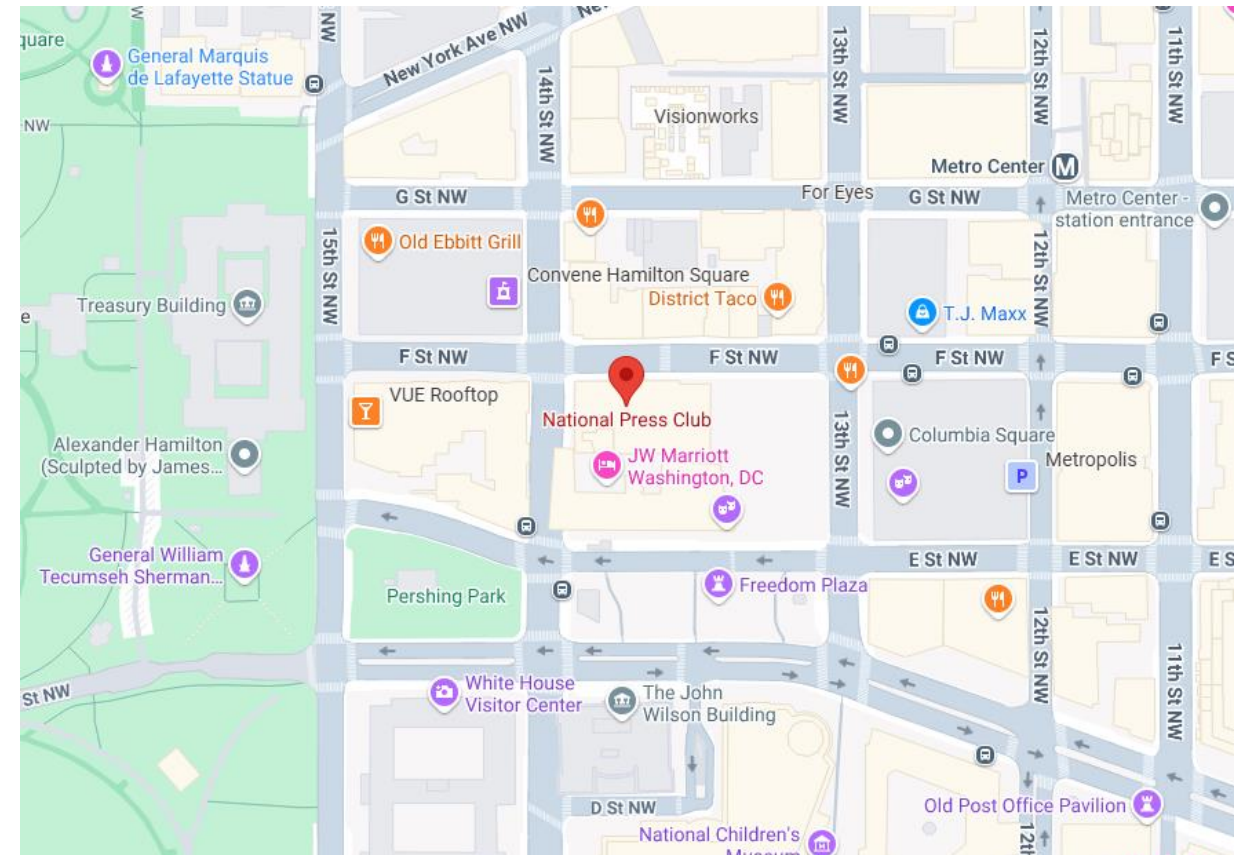 quare
General Marquis
de Lafayette Statue
NW
New York Ave NW
New
14th St NW
13th St NW
12th St NW
11th St NW
Visionworks
NW
Metro Center
M
G St NW
For Eyes
G St NW
Metro Center -
station entrance
15th St NW
Old Ebbitt Grill
Convene Hamilton Square
District Taco
12th St NW
Treasury Building
e
T.J. Maxx
F St NW
F St NW
F St NW
F S
VUE Rooftop
National Press Club
13th St NW
Alexander Hamilton
(Sculpted by James...
Columbia Square
JW Marriott
Washington, DC
Metropolis
P
General William
Tecumseh Sherman...
E St NW
E St NW
E S
Pershing Park
Freedom Plaza
12th St NW
11th St NW
St NW
White House
Visitor Center
The John
Wilson Building
D St NW
Old Post Office Pavilion
National Children's
Museum
12th